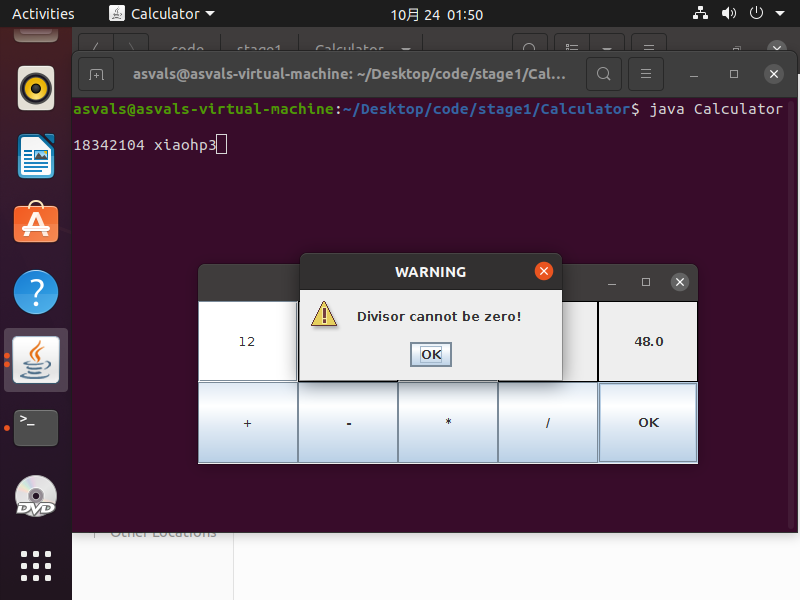 Activities Calculator 10月 24 01:50
code stage1 Calculator
asvals@asvals-virtual-machine: ~/Desktop/code/stage1/Cal...
asvals@asvals-virtual-machine:~/Desktop/code/stage1/Calculator$ java Calculator
18342104 xiaohp3
WARNING
Divisor cannot be zero!
OK
12 48.0
+ - * / OK
Other Locations
DVD